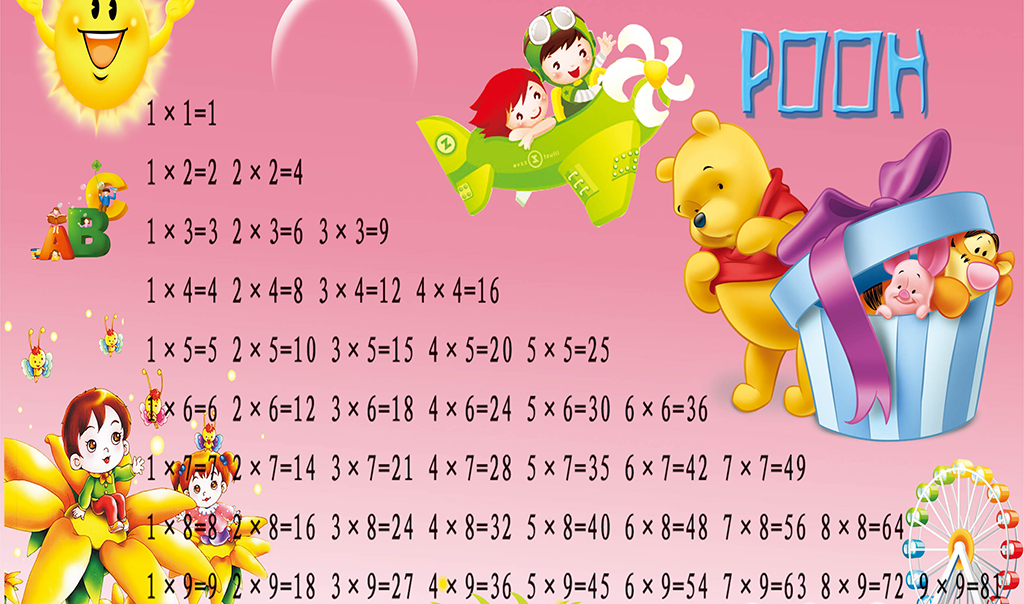 POOH
1×1=1
1×2=2 2×2=4
1×3=3 2×3=6 3×3=9
1×4=4 2×4=8 3×4=12 4×4=16
1×5=5 2×5=10 3×5=15 4×5=20 5×5=25
1×6=6 2×6=12 3×6=18 4×6=24 5×6=30 6×6=36
1×7=7 2×7=14 3×7=21 4×7=28 5×7=35 6×7=42 7×7=49
1×8=8 2×8=16 3×8=24 4×8=32 5×8=40 6×8=48 7×8=56 8×8=64
1×9=9 2×9=18 3×9=27 4×9=36 5×9=45 6×9=54 7×9=63 8×9=72 9×9=81
ABC